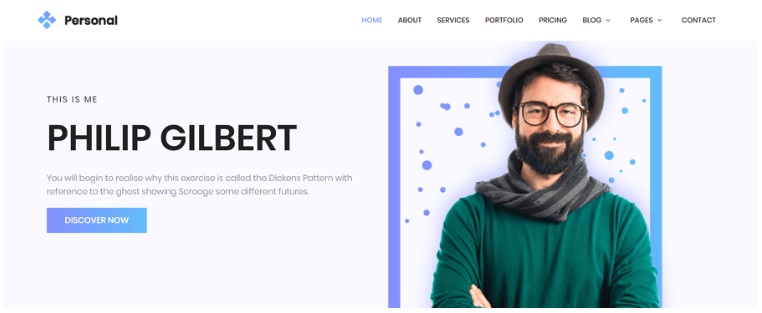 Personal
HOME ABOUT SERVICES PORTFOLIO PRICING BLOG PAGES CONTACT
THIS IS ME
PHILIP GILBERT
You will begin to realise why this exercise is called the Dickens Pattern with
reference to the ghost showing Scrooge some different futures.
DISCOVER NOW